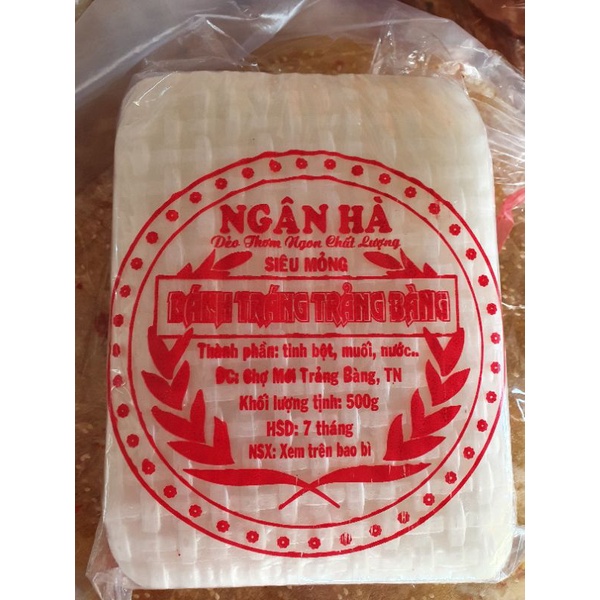 NGÂN HÀ
Dẻo Thơm Ngon Chất Lượng
SIÊU MỎNG
BÁNH TRÁNG TRẢNG BÀNG
Thành phần: tinh bột, muối, nước..
ĐC: Chợ Mới Trảng Bàng, TN
Khối lượng tịnh: 500g
HSD: 7 tháng
NSX: Xem trên bao bì